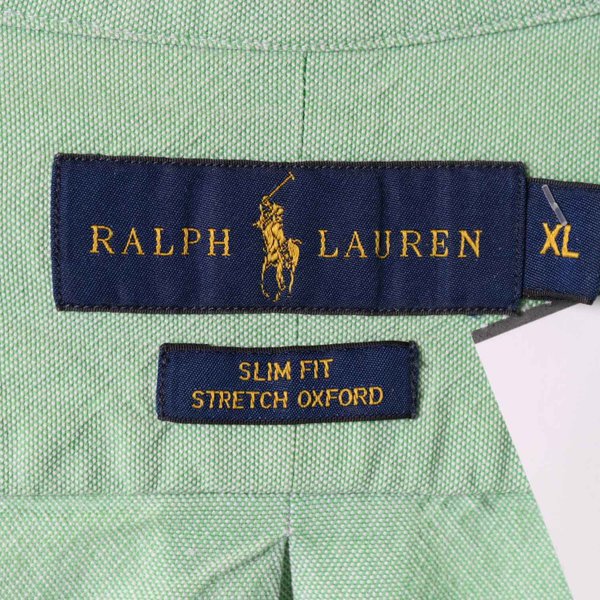 RALPH LAUREN
XL
SLIM FIT
STRETCH OXFORD